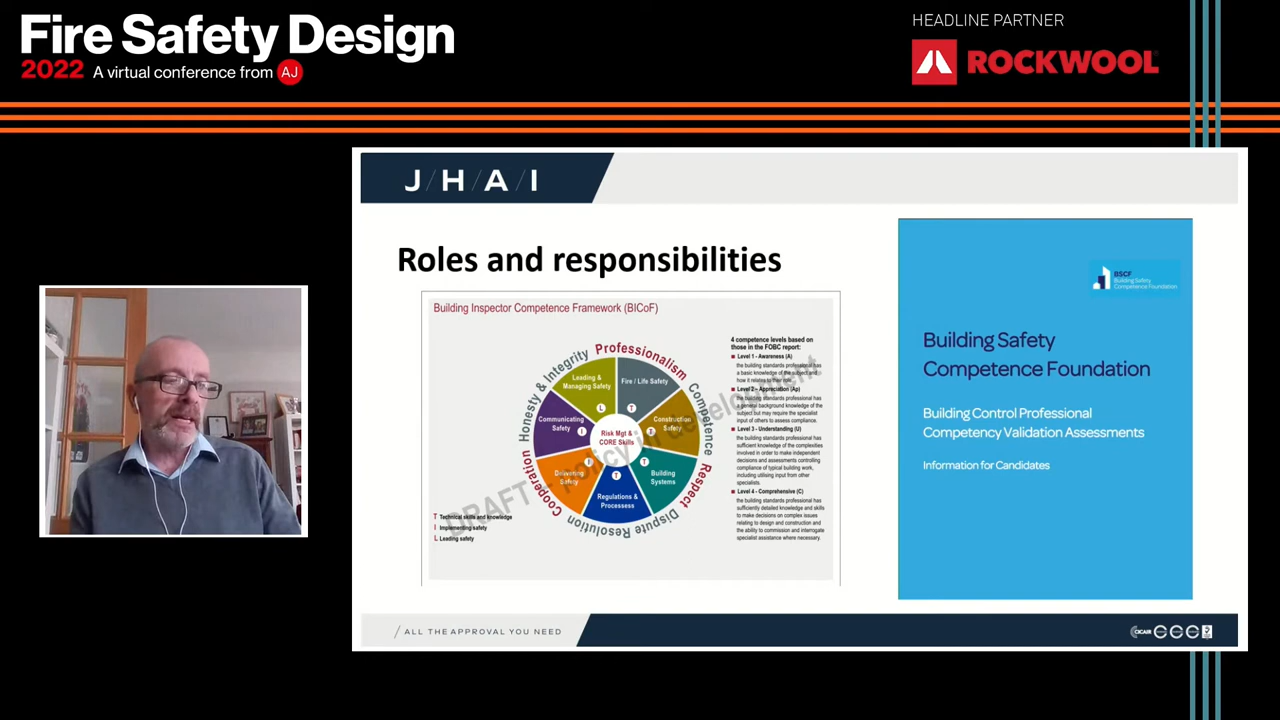 Fire Safety Design
2022 A virtual conference from AJ
HEADLINE PARTNER
ROCKWOOL
J/H/A/I
Roles and responsibilities
Building Inspector Competence Framework (BICoF)
Honesty & Integrity
Professionalism
Competence
Respect
Dispute Resolution
Cooperation
Leading &
Managing Safety
L
Fire / Life Safety
T
Construction
Safety
Building
Systems
T
Regulations &
Processess
T
Delivering
Safety
Communicating
Safety
I
Risk Mgt &
CORE Skills
T Technical skills and knowledge
I Implementing safety
L Leading safety
4 competence levels based on
those in the FOBC report:
Level 1 - Awareness (A)
the building standards professional has
a basic knowledge of the subject and
how it relates to their role.
Level 2 - Appreciation (Ap)
the building standards professional has
a general background knowledge of the
subject but may require the specialist
input of others to assess compliance.
Level 3 - Understanding (U)
the building standards professional has
sufficient knowledge of the complexities
involved in order to make independent
decisions and assessments controlling
compliance of typical building work,
including utilising input from other
specialists.
Level 4 - Comprehensive (C)
the building standards professional has
sufficiently detailed knowledge and skills
to make decisions on complex issues
relating to design and construction and
the ability to commission and interrogate
specialist assistance where necessary.
DRAFT - Policy in development
BSCF
Building Safety
Competence Foundation
Building Safety
Competence Foundation
Building Control Professional
Competency Validation Assessments
Information for Candidates
/ ALL THE APPROVAL YOU NEED
CICAIR